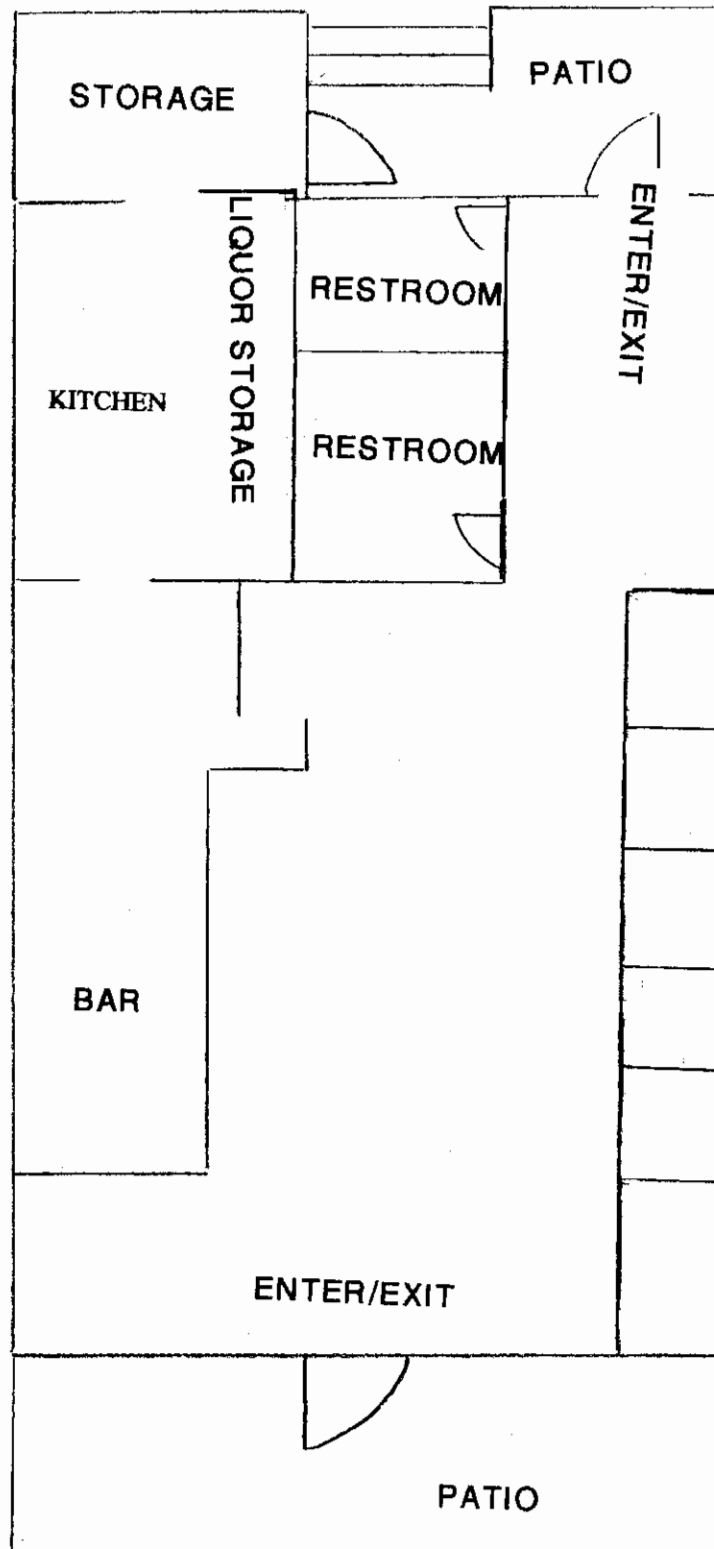 STORAGE
PATIO
ENTER/EXIT
LIQUOR STORAGE
RESTROOM
KITCHEN
RESTROOM
BAR
ENTER/EXIT
PATIO